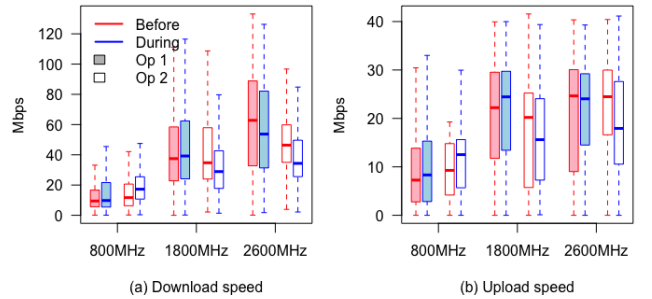 Before
During
Op 1
Op 2
Mbps
0
20
40
60
80
100
120
800MHz
1800MHz
2600MHz
(a) Download speed
Mbps
0
10
20
30
40
800MHz
1800MHz
2600MHz
(b) Upload speed